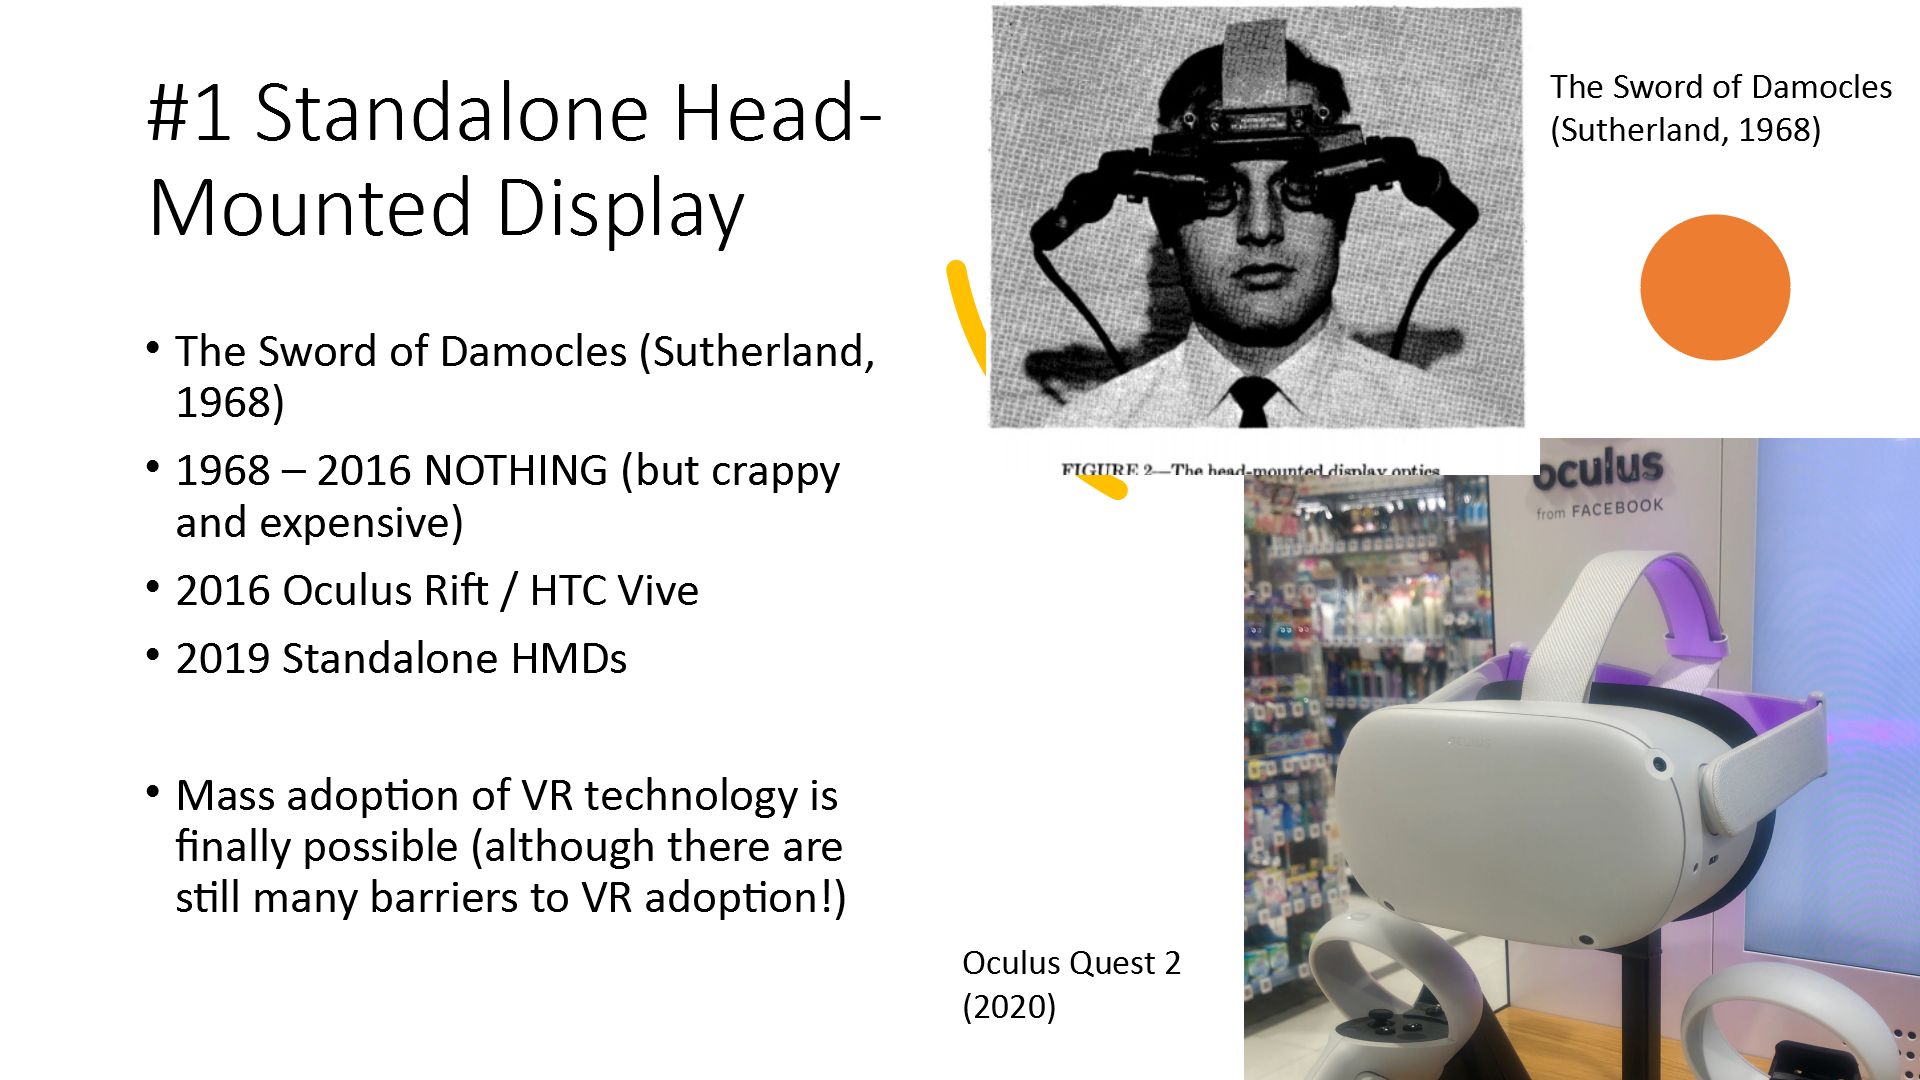 #1 Standalone Head-
Mounted Display
• The Sword of Damocles (Sutherland,
1968)
• 1968 – 2016 NOTHING (but crappy
and expensive)
• 2016 Oculus Rift / HTC Vive
• 2019 Standalone HMDs
• Mass adoption of VR technology is
finally possible (although there are
still many barriers to VR adoption!)
The Sword of Damocles
(Sutherland, 1968)
FIGURE 2—The head-mounted display optics
oculus
from FACEBOOK
Oculus Quest 2
(2020)